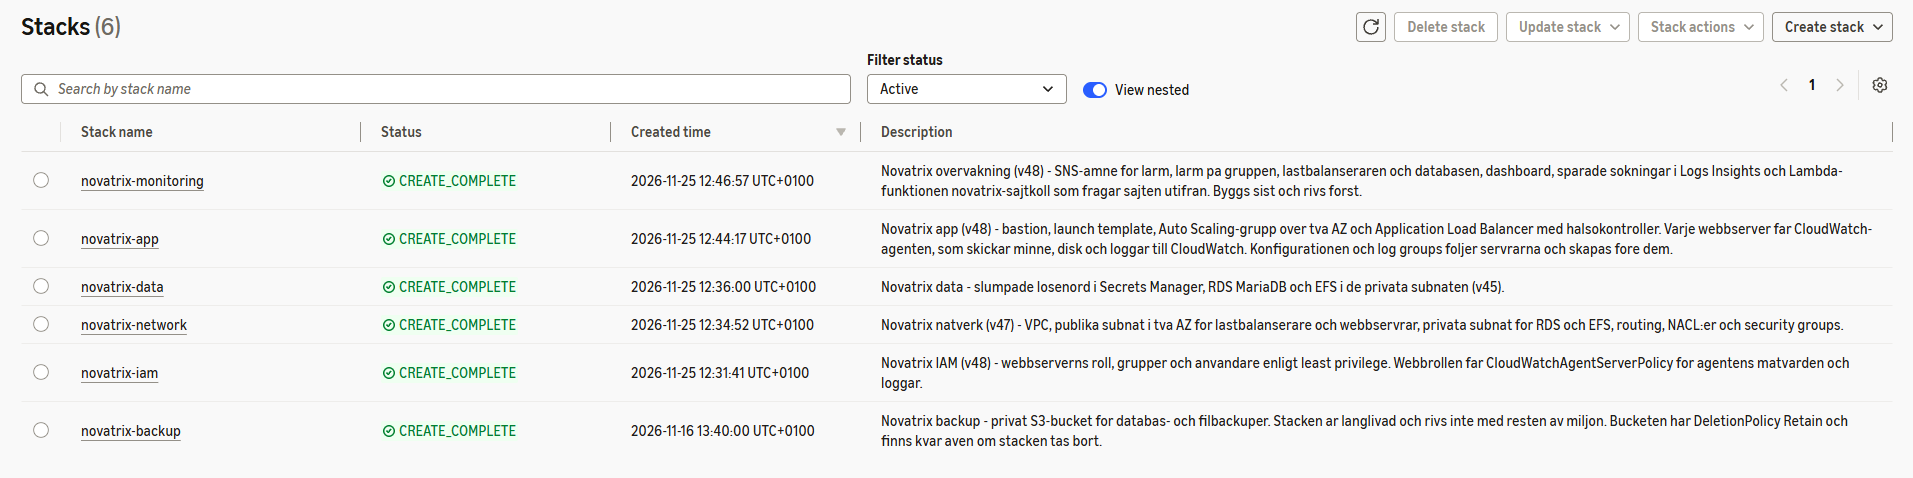 Stacks (6)
Delete stack
Update stack
Stack actions
Create stack
Filter status
Search by stack name
Active
View nested
1
Stack name
Status
Created time
Description
novatrix-monitoring
CREATE_COMPLETE
2026-11-25 12:46:57 UTC+0100
Novatrix overvakning (v48) - SNS-amne for larm, larm pa gruppen, lastbalanseraren och databasen, dashboard, sparade sokningar i Logs Insights och Lambda-
funktionen novatrix-sajtkoll som fragar sajten utifran. Byggs sist och rivs forst.
novatrix-app
CREATE_COMPLETE
2026-11-25 12:44:17 UTC+0100
Novatrix app (v48) - bastion, launch template, Auto Scaling-grupp over tva AZ och Application Load Balancer med halsokontroller. Varje webbserver far CloudWatch-
agenten, som skickar minne, disk och loggar till CloudWatch. Konfigurationen och log groups foljer servrarna och skapas fore dem.
novatrix-data
CREATE_COMPLETE
2026-11-25 12:36:00 UTC+0100
Novatrix data - slumpade losenord i Secrets Manager, RDS MariaDB och EFS i de privata subnaten (v45).
novatrix-network
CREATE_COMPLETE
2026-11-25 12:34:52 UTC+0100
Novatrix natverk (v47) - VPC, publika subnat i tva AZ for lastbalanserare och webbservrar, privata subnat for RDS och EFS, routing, NACL:er och security groups.
novatrix-iam
CREATE_COMPLETE
2026-11-25 12:31:41 UTC+0100
Novatrix IAM (v48) - webbserverns roll, grupper och anvandare enligt least privilege. Webbrollen far CloudWatchAgentServerPolicy for agentens matvarden och
loggar.
novatrix-backup
CREATE_COMPLETE
2026-11-16 13:40:00 UTC+0100
Novatrix backup - privat S3-bucket for databas- och filbackuper. Stacken ar langlivad och rivs inte med resten av miljon. Bucketen har DeletionPolicy Retain och
finns kvar aven om stacken tas bort.